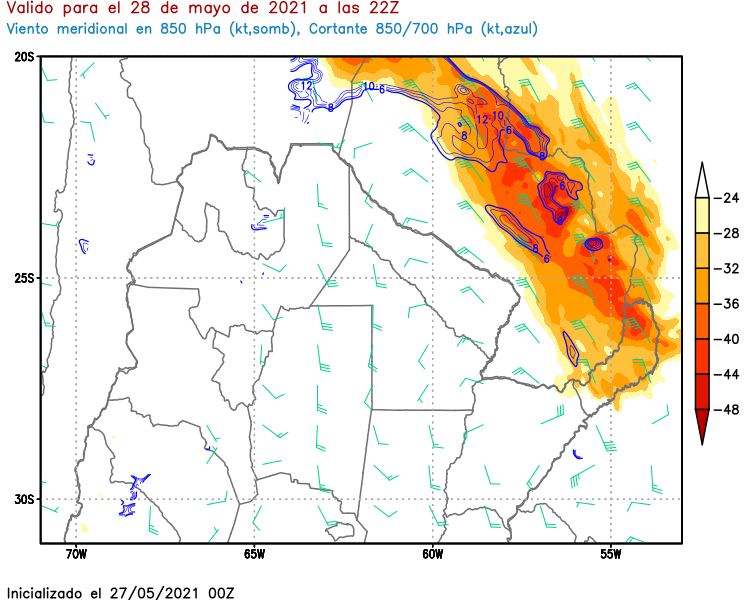 Valido para el 28 de mayo de 2021 a las 22Z
Viento meridional en 850 hPa (kt,somb), Cortante 850/700 hPa (kt,azul)
20S
25S
30S
70W
65W
60W
55W
12
8
10
6
12
10
6
8
8
6
8
8
6
-24
-28
-32
-36
-40
-44
-48
Inicializado el 27/05/2021 00Z